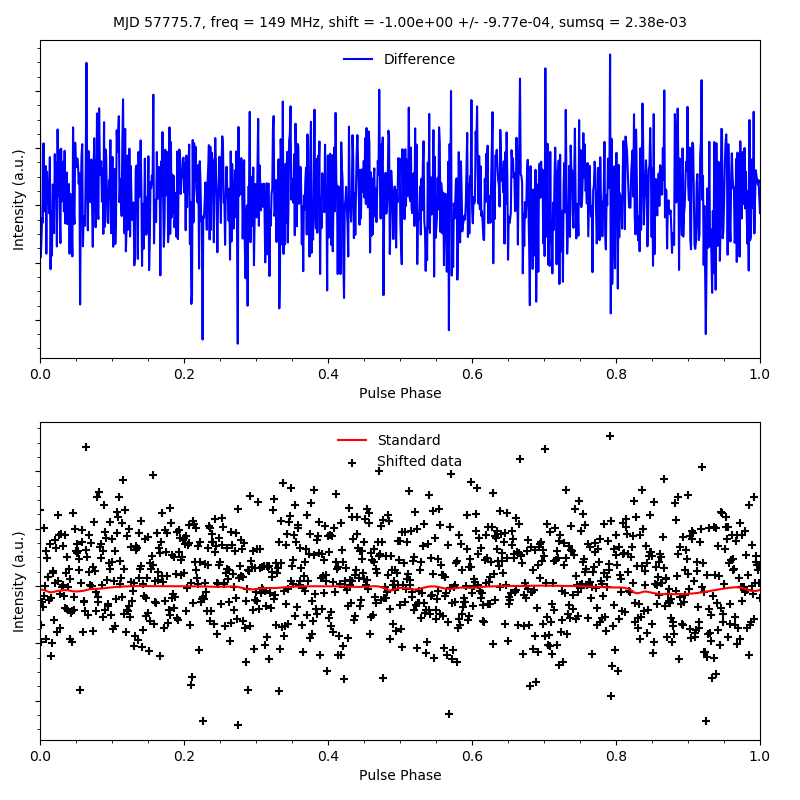 MJD 57775.7, freq = 149 MHz, shift = -1.00e+00 +/- -9.77e-04, sumsq = 2.38e-03
Difference
Intensity (a.u.)
0.0 0.2 0.4 0.6 0.8 1.0
Pulse Phase
Standard
Shifted data
Intensity (a.u.)
0.0 0.2 0.4 0.6 0.8 1.0
Pulse Phase